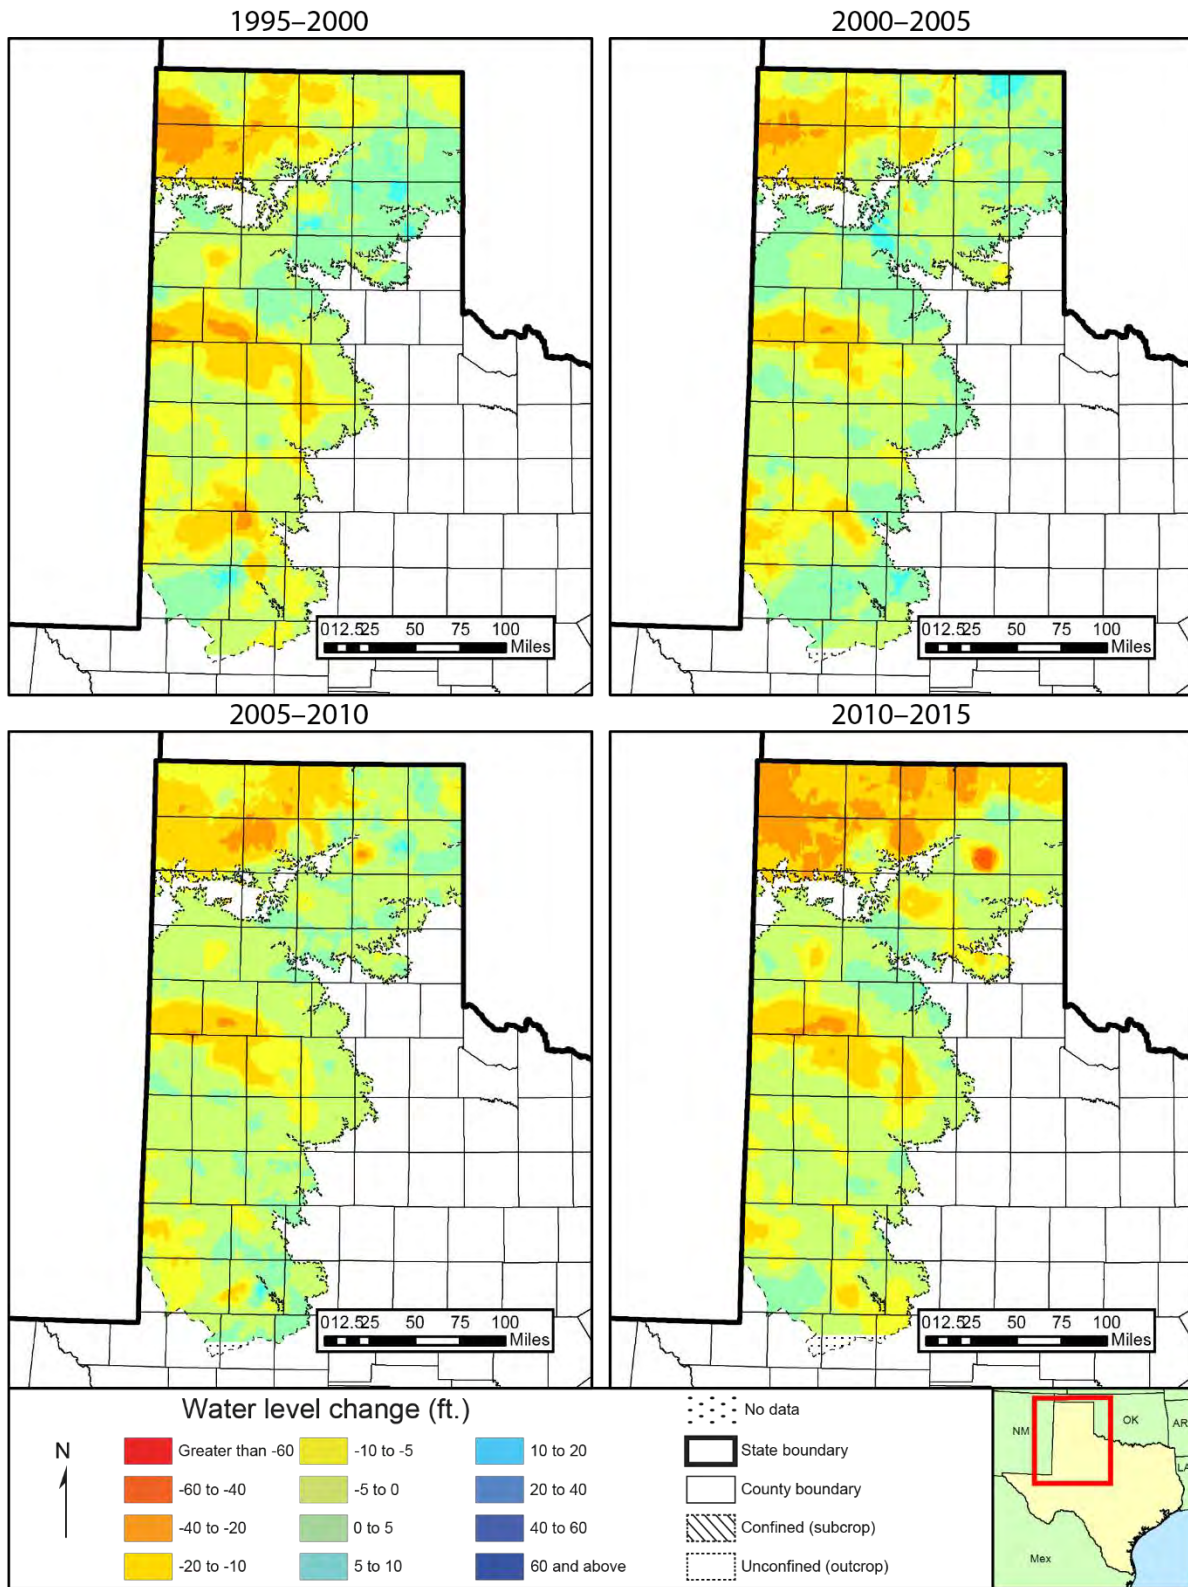 1995–2000
2000–2005
012.525 50 75 100
Miles
012.525 50 75 100
Miles
2005–2010
2010–2015
012.525 50 75 100
Miles
012.525 50 75 100
Miles
N
Water level change (ft.)
Greater than -60
-60 to -40
-40 to -20
-20 to -10
-10 to -5
-5 to 0
0 to 5
5 to 10
10 to 20
20 to 40
40 to 60
60 and above
No data
State boundary
County boundary
Confined (subcrop)
Unconfined (outcrop)
NM
OK
AR
LA
Mex